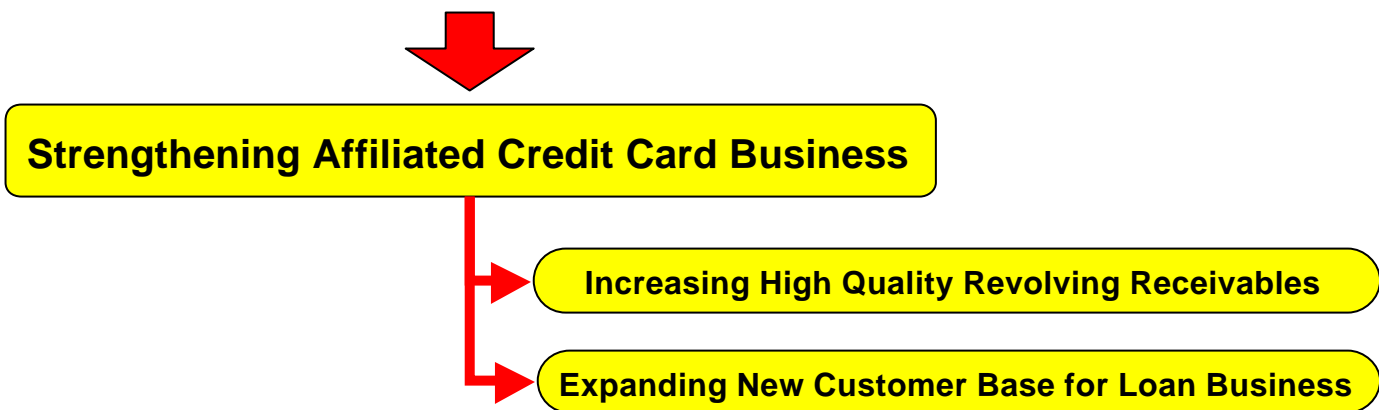 Strengthening Affiliated Credit Card Business
Increasing High Quality Revolving Receivables
Expanding New Customer Base for Loan Business